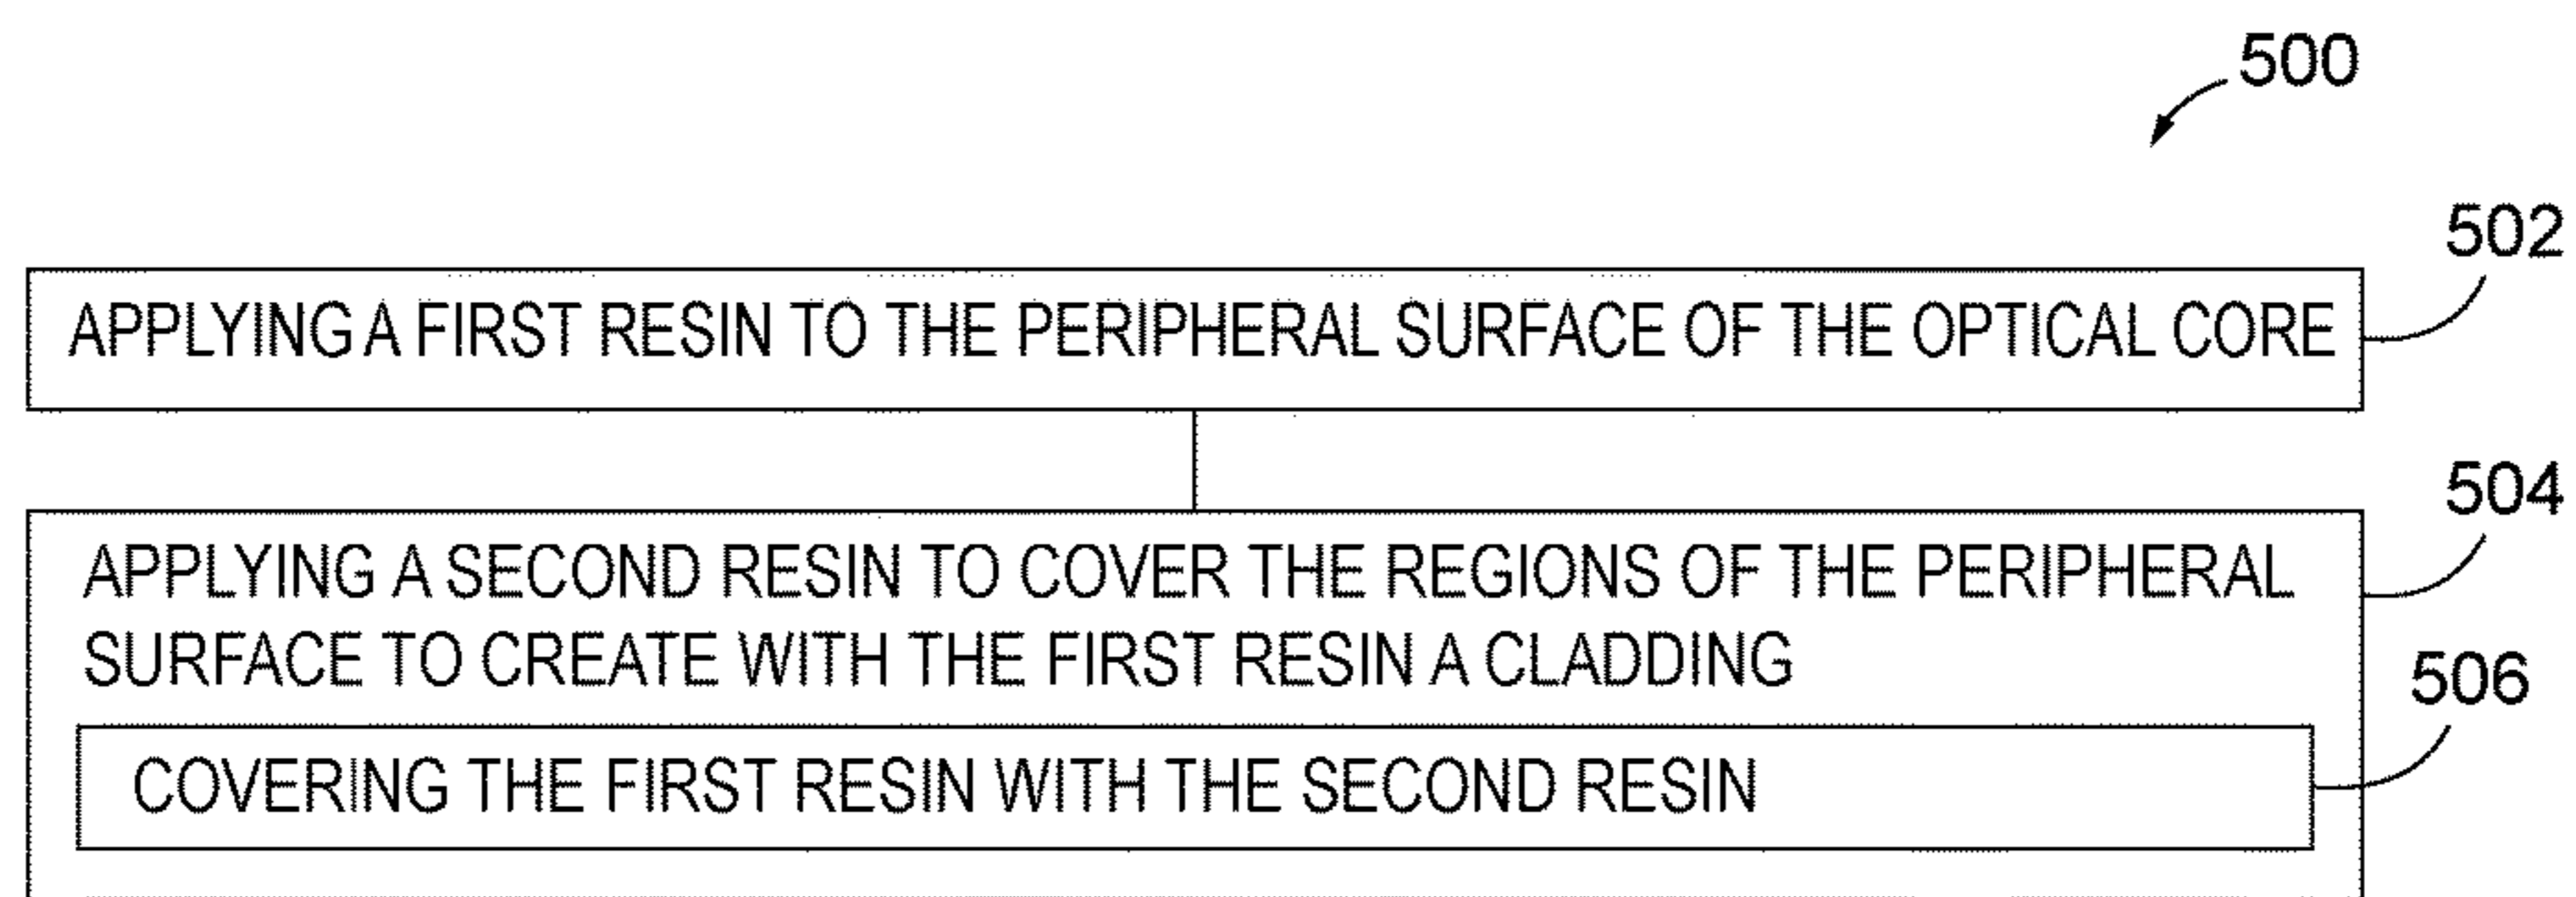 500
502
APPLYING A FIRST RESIN TO THE PERIPHERAL SURFACE OF THE OPTICAL CORE
504
APPLYING A SECOND RESIN TO COVER THE REGIONS OF THE PERIPHERAL
SURFACE TO CREATE WITH THE FIRST RESIN A CLADDING
506
COVERING THE FIRST RESIN WITH THE SECOND RESIN